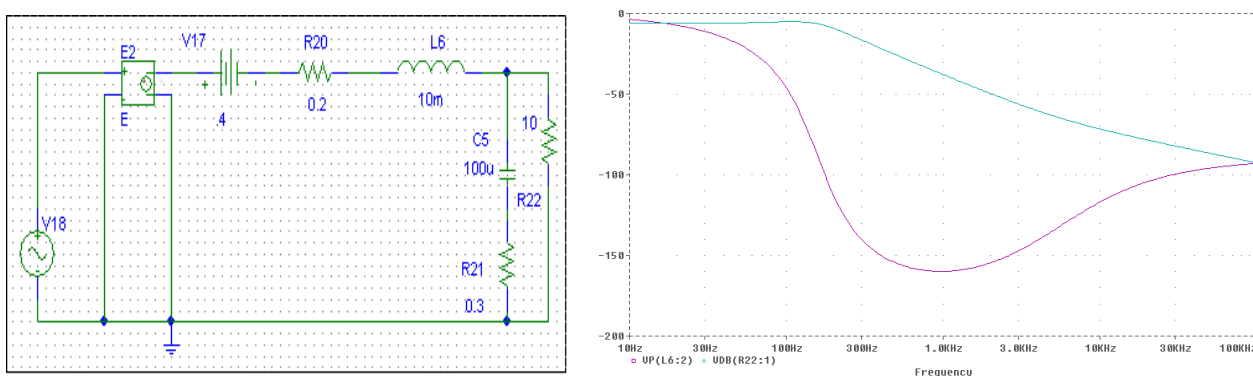 V17
R20
L6
E2
+
-
E
+
-
.4
0.2
10m
10
C5
100u
R22
V18
+
-
R21
0.3
0
-50
-100
-150
-200
10Hz
30Hz
100Hz
300Hz
1.00Hz
3.0KHz
10KHz
30KHz
100KHz
VP(L6:2)
VDB(R22:1)
Frequency